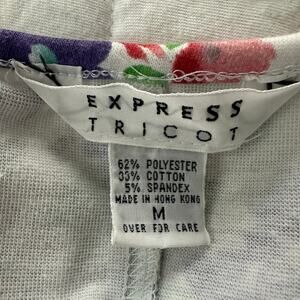 EXPRESS
TRICOT
62% POLYESTER
33% COTTON
5% SPANDEX
MADE IN HONG KONG
M
OVER FOR CARE